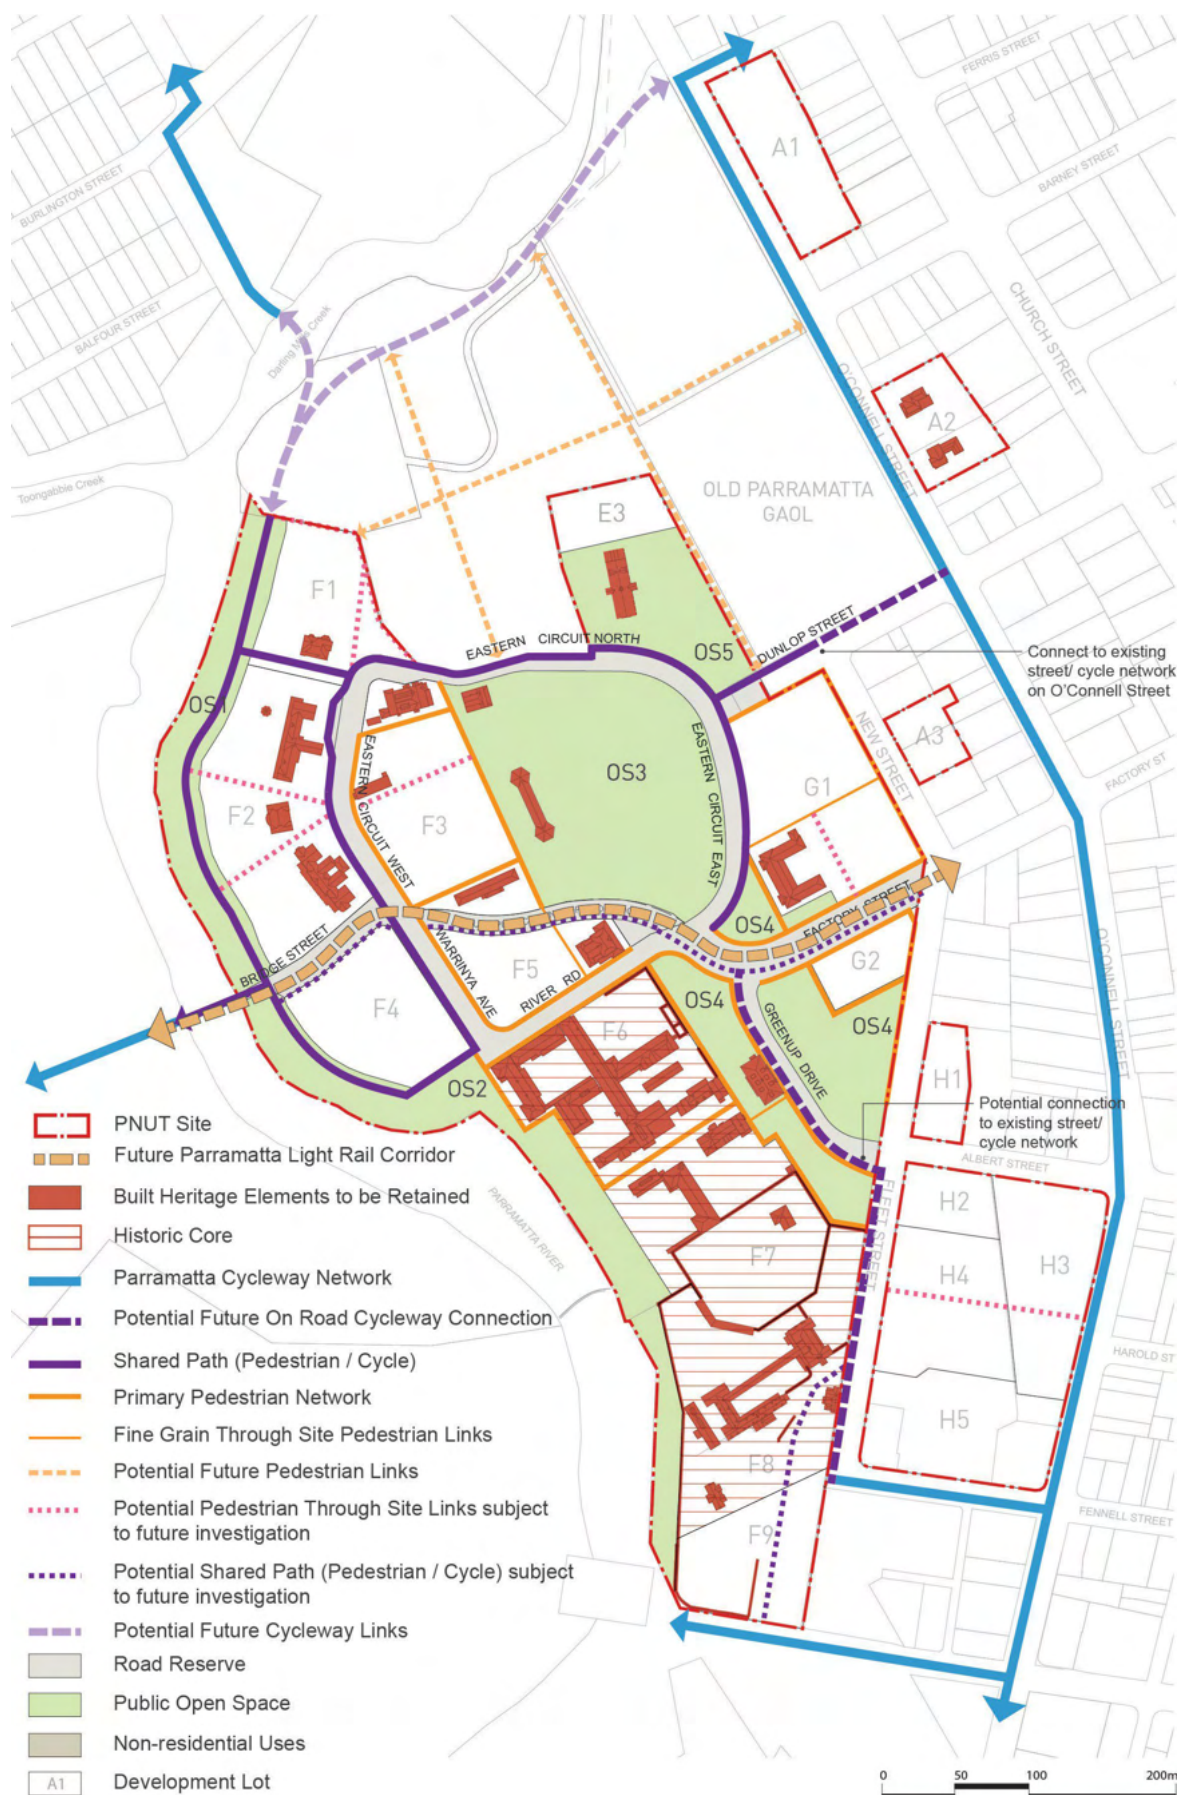 FERRIS STREET
A1
BARNEY STREET
BURLINGTON STREET
CHURCH STREET
BALFOUR STREET
Darling Mills Creek
O'CONNELL STREET
A2
Toongabbie Creek
OLD PARRAMATTA
GAOL
E3
F1
EASTERN CIRCUIT NORTH
OS5
DUNLOP STREET
Connect to existing
street/ cycle network
on O'Connell Street
OS1
NEW STREET
A3
FACTORY ST
EASTERN CIRCUIT WEST
OS3
EASTERN CIRCUIT EAST
G1
F2
F3
FACTORY STREET
OS4
BRIDGE STREET
WARRINYA AVE
F5
RIVER RD
G2
O'CONNELL STREET
F4
OS4
F6
GREENUP DRIVE
OS4
OS2
H1
Potential connection
to existing street/
cycle network
ALBERT STREET
PARRAMATTA RIVER
FLEET STREET
H2
F7
H4
H3
HAROLD ST
H5
F8
FENNELL STREET
F9
PNUT Site
Future Parramatta Light Rail Corridor
Built Heritage Elements to be Retained
Historic Core
Parramatta Cycleway Network
Potential Future On Road Cycleway Connection
Shared Path (Pedestrian / Cycle)
Primary Pedestrian Network
Fine Grain Through Site Pedestrian Links
Potential Future Pedestrian Links
Potential Pedestrian Through Site Links subject
to future investigation
Potential Shared Path (Pedestrian / Cycle) subject
to future investigation
Potential Future Cycleway Links
Road Reserve
Public Open Space
Non-residential Uses
A1 Development Lot
0 50 100 200m